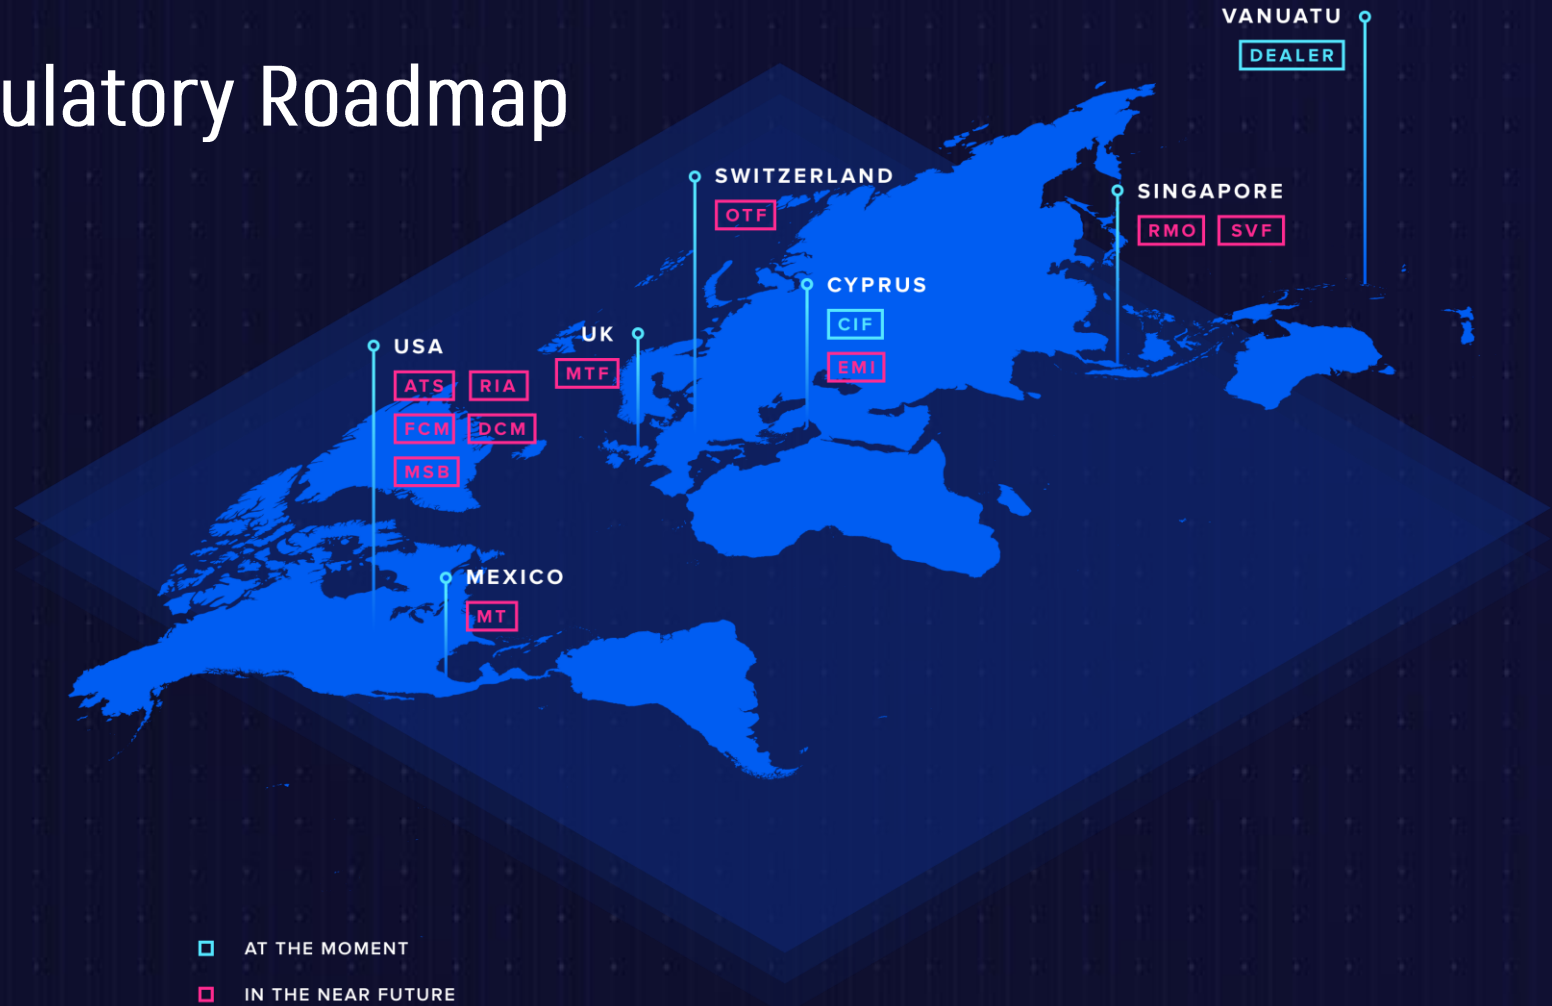 ulatory Roadmap
VANUATU
DEALER
SWITZERLAND
OTF
SINGAPORE
RMO SVF
CYPRUS
CIF
EMI
UK
MTF
USA
ATS RIA
FCM DCM
MSB
MEXICO
MT
AT THE MOMENT
IN THE NEAR FUTURE